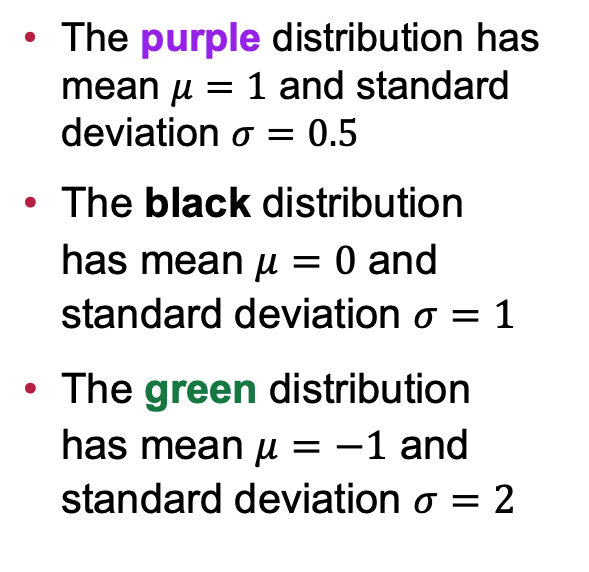 • The purple distribution has
mean μ = 1 and standard
deviation σ = 0.5
• The black distribution
has mean μ = 0 and
standard deviation σ = 1
• The green distribution
has mean μ = −1 and
standard deviation σ = 2